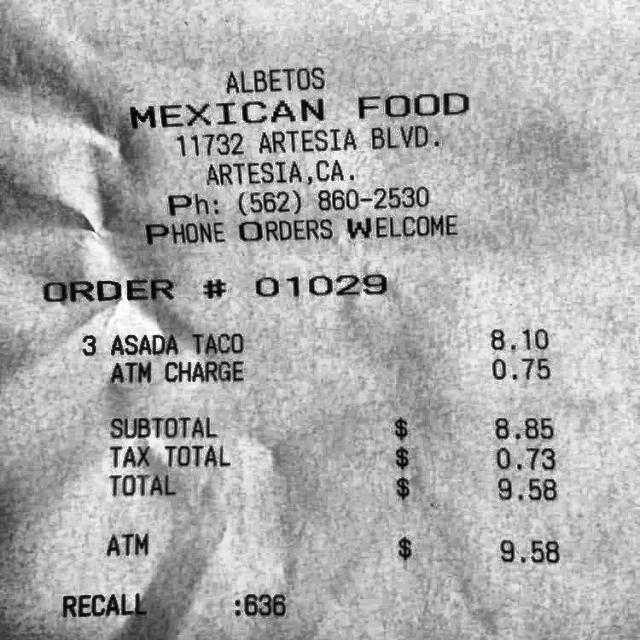 ALBETOS
MEXICAN FOOD
11732 ARTESIA BLVD.
ARTESIA,CA.
Ph: (562) 860-2530
PHONE ORDERS WELCOME
ORDER # 01029
3 ASADA TACO 8.10
ATM CHARGE 0.75
SUBTOTAL $ 8.85
TAX TOTAL $ 0.73
TOTAL $ 9.58
ATM $ 9.58
RECALL :636